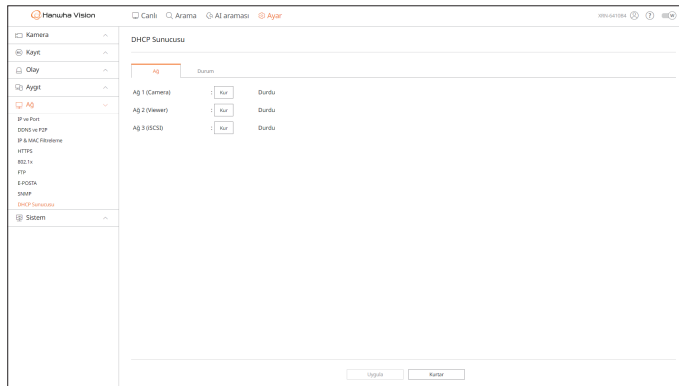 Hanwha Vision
Canlı Arama AI araması Ayar
XRN-6410B4 ? W
Kamera
Kayıt
Olay
Aygıt
Ağ
IP ve Port
DDNS ve P2P
IP & MAC Filtreleme
HTTPS
802.1x
FTP
E-POSTA
SNMP
DHCP Sunucusu
Sistem
DHCP Sunucusu
Ağ Durum
Ağ 1 (Camera) : Kur Durdu
Ağ 2 (Viewer) : Kur Durdu
Ağ 3 (iSCSI) : Kur Durdu
Uygula Kurtar